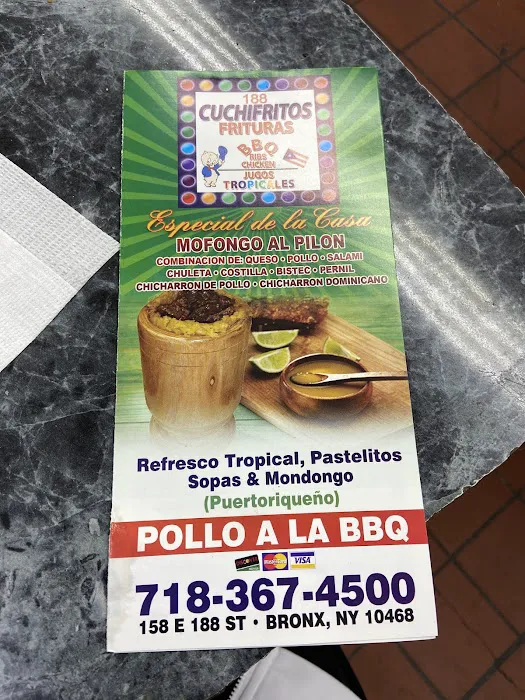 188
CUCHIFRITOS
FRITURAS
BBQ
RIBS
CHICKEN
JUGOS
TROPICALES
Especial de la Casa
MOFONGO AL PILON
COMBINACION DE: QUESO • POLLO • SALAMI
CHULETA • COSTILLA • BISTEC • PERNIL
CHICHARRON DE POLLO • CHICHARRON DOMINICANO
Refresco Tropical, Pastelitos
Sopas & Mondongo
(Puertoriqueño)
POLLO A LA BBQ
DISCOVER MasterCard VISA
718-367-4500
158 E 188 ST • BRONX, NY 10468